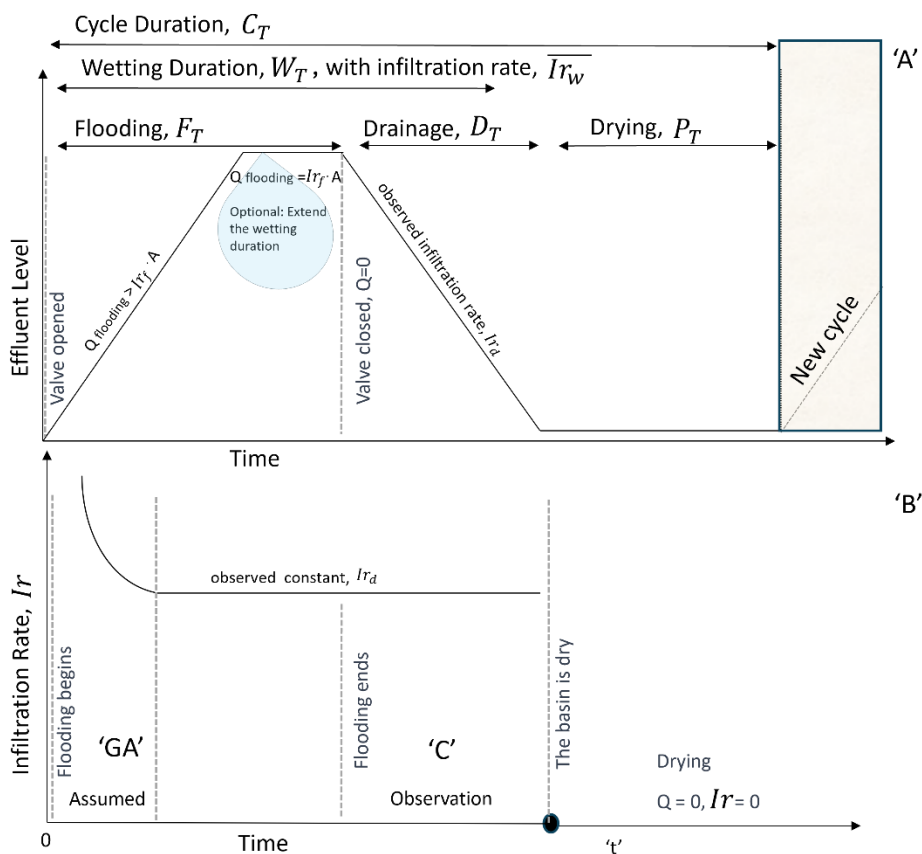 Cycle Duration, C_T
'A'
Wetting Duration, W_T, with infiltration rate, \overline{Ir_w}
Flooding, F_T
Drainage, D_T
Drying, P_T
Effluent Level
Valve opened
Q flooding > Ir_f · A
Q flooding =Ir_f · A
Optional: Extend
the wetting
duration
Valve closed, Q=0
observed infiltration rate, Ir_d
New cycle
Time
'B'
Infiltration Rate, Ir
Flooding begins
observed constant, Ir_d
Flooding ends
The basin is dry
'GA'
'C'
Drying
Assumed
Observation
Q = 0, Ir = 0
0
Time
't'